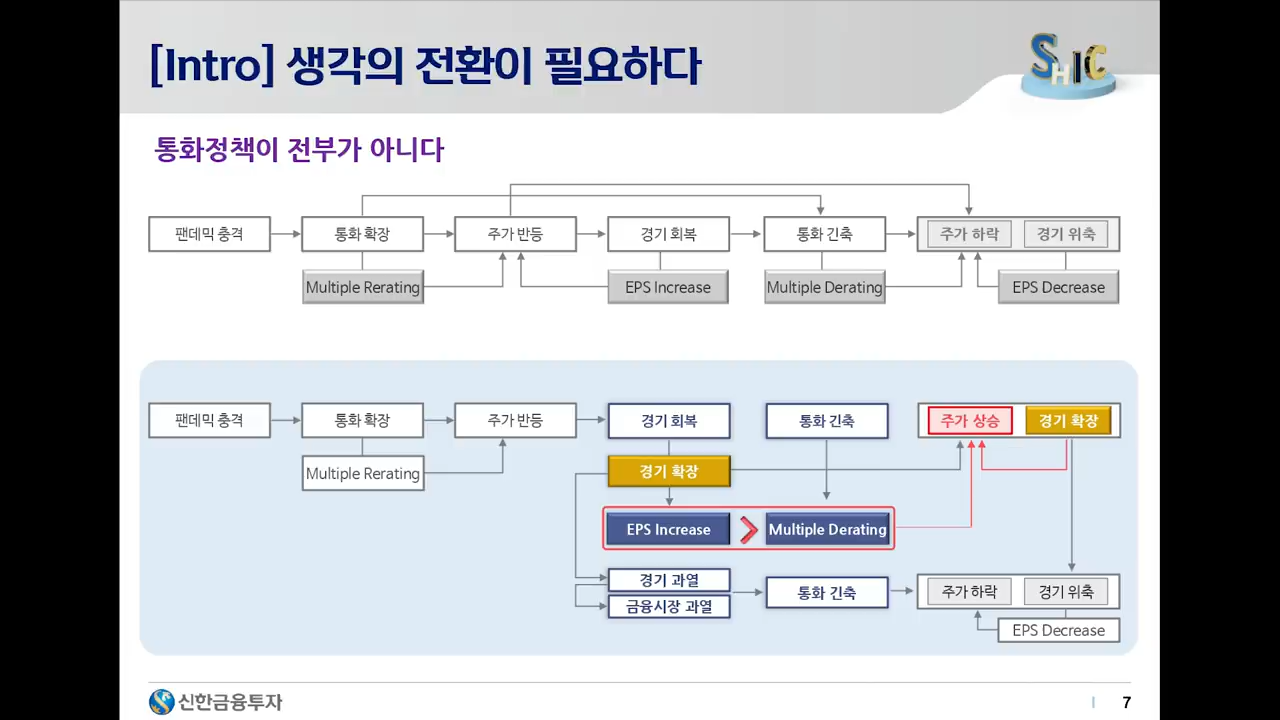 [Intro] 생각의 전환이 필요하다
SHIC
통화정책이 전부가 아니다
팬데믹 충격
통화 확장
주가 반등
경기 회복
통화 긴축
주가 하락
경기 위축
Multiple Rerating
EPS Increase
Multiple Derating
EPS Decrease
팬데믹 충격
통화 확장
주가 반등
경기 회복
통화 긴축
주가 상승
경기 확장
Multiple Rerating
경기 확장
EPS Increase
Multiple Derating
경기 과열
금융시장 과열
통화 긴축
주가 하락
경기 위축
EPS Decrease
신한금융투자
7